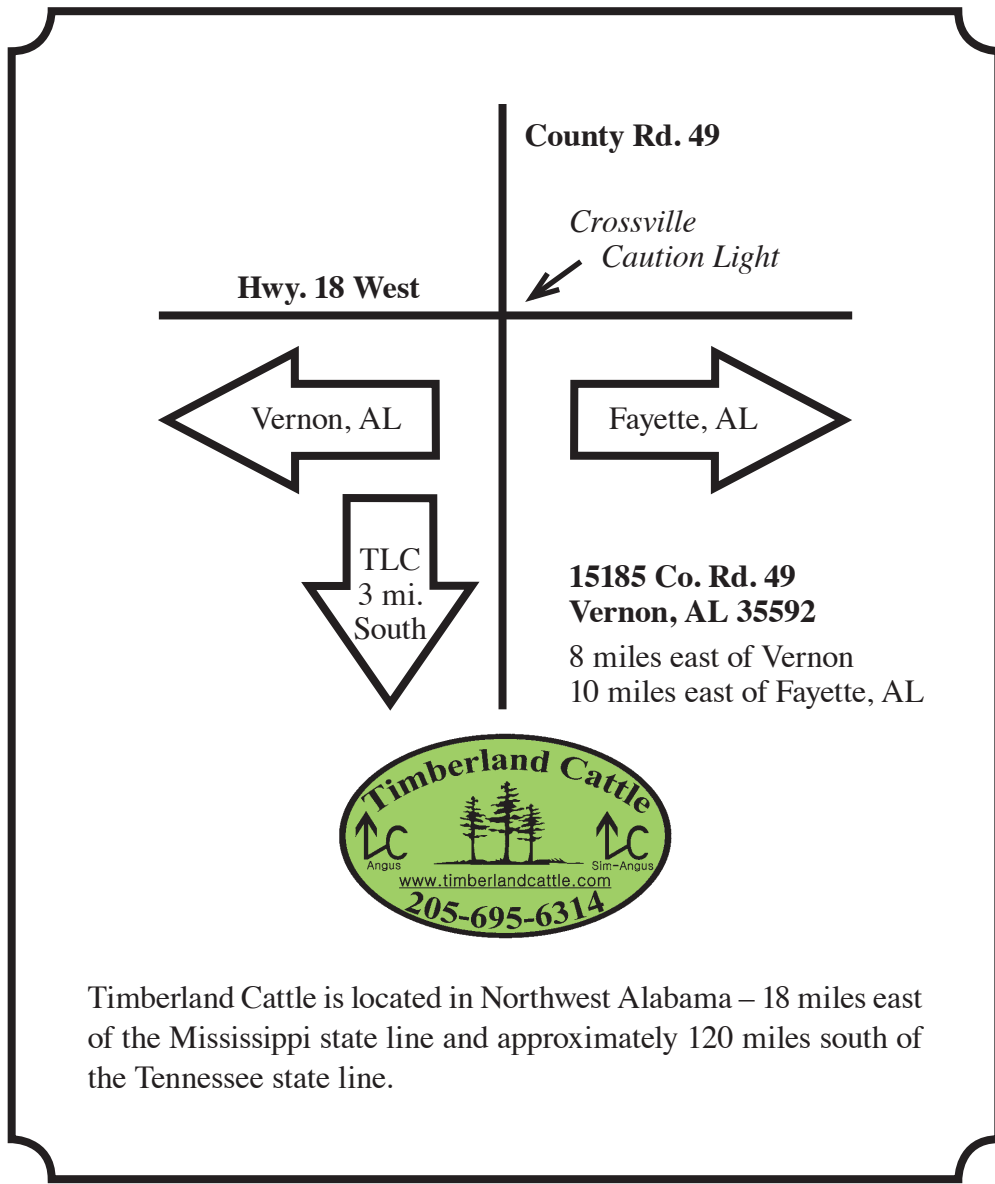 County Rd. 49
Crossville
Caution Light
Hwy. 18 West
Vernon, AL
Fayette, AL
TLC
3 mi.
South
15185 Co. Rd. 49
Vernon, AL 35592
8 miles east of Vernon
10 miles east of Fayette, AL
Timberland Cattle
LC
Angus
LC
Sim-Angus
www.timberlandcattle.com
205-695-6314
Timberland Cattle is located in Northwest Alabama – 18 miles east
of the Mississippi state line and approximately 120 miles south of
the Tennessee state line.